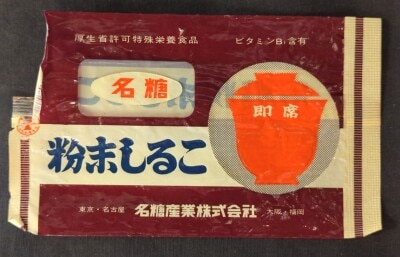 厚生省許可特殊栄養食品 ビタミンB₁含有
名糖
即席
粉末しるこ
東京・名古屋 名糖産業株式会社 大阪・福岡